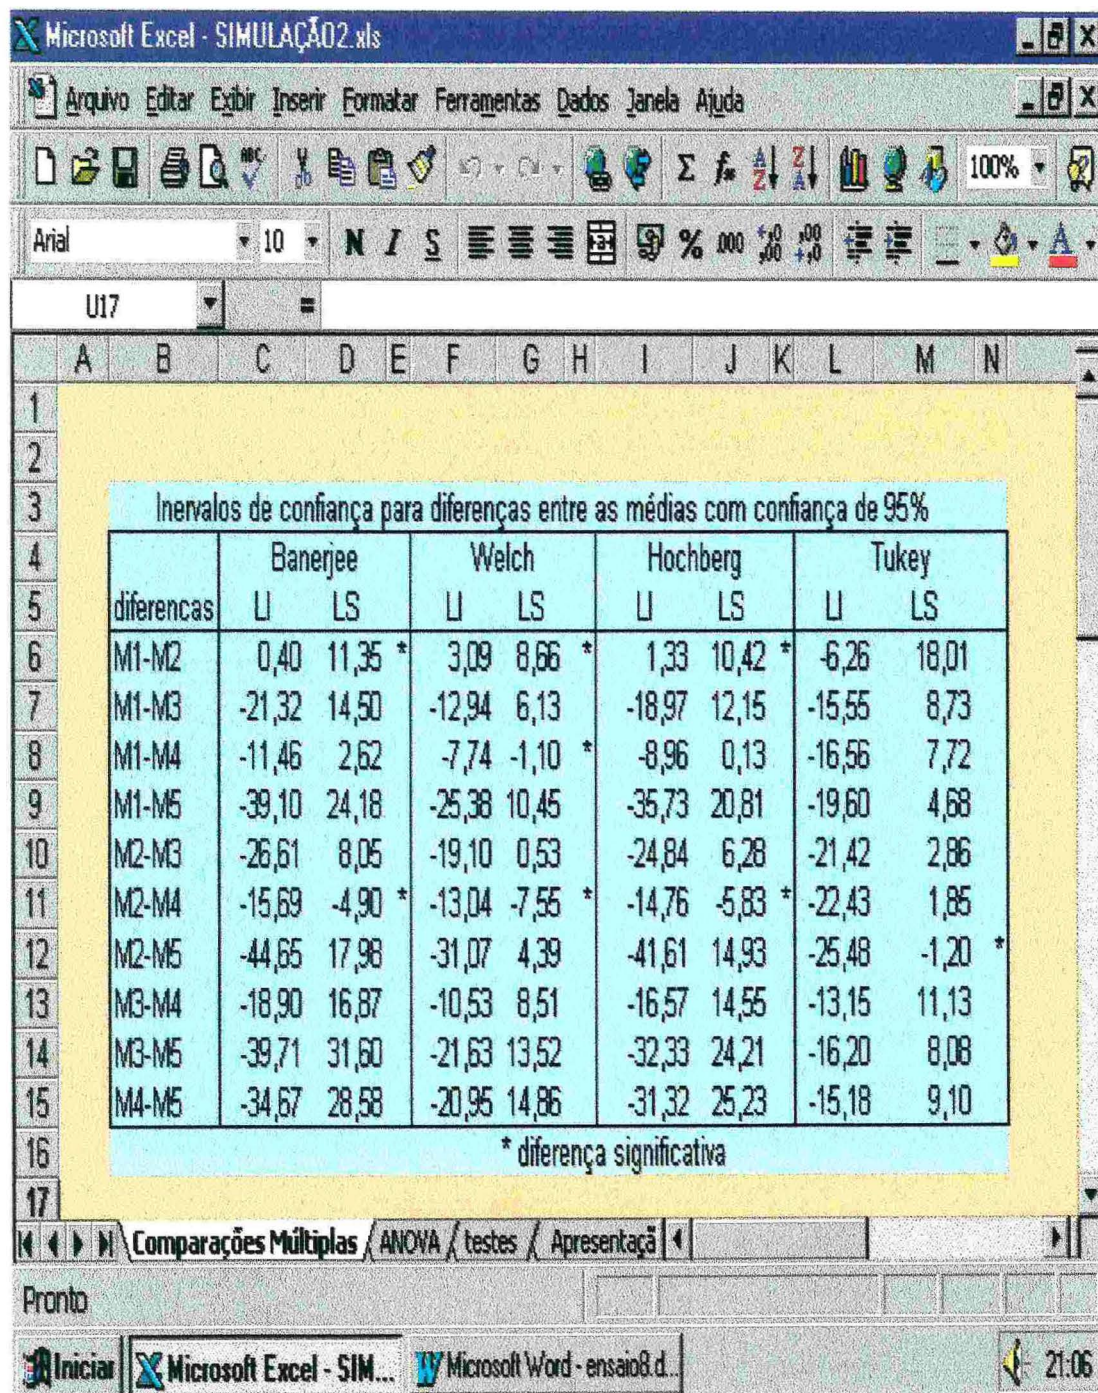 Microsoft Excel - SIMULAÇÃO2.xls
Arquivo Editar Exibir Inserir Formatar Ferramentas Dados Janela Ajuda
ABC Σ f* A Z Z A 100%
Arial 10 N I S % 000
U17 =
A B C D E F G H I J K L M N
1
2
3 Inervalos de confiança para diferenças entre as médias com confiança de 95%
4 Banerjee Welch Hochberg Tukey
5 diferencas LI LS LI LS LI LS LI LS
6 M1-M2 0,40 11,35 * 3,09 8,66 * 1,33 10,42 * -6,26 18,01
7 M1-M3 -21,32 14,50 -12,94 6,13 -18,97 12,15 -15,55 8,73
8 M1-M4 -11,46 2,62 -7,74 -1,10 * -8,96 0,13 -16,56 7,72
9 M1-M5 -39,10 24,18 -25,38 10,45 -35,73 20,81 -19,60 4,68
10 M2-M3 -26,61 8,05 -19,10 0,53 -24,84 6,28 -21,42 2,86
11 M2-M4 -15,69 -4,90 * -13,04 -7,55 * -14,76 -5,83 * -22,43 1,85
12 M2-M5 -44,65 17,98 -31,07 4,39 -41,61 14,93 -25,48 -1,20 *
13 M3-M4 -18,90 16,87 -10,53 8,51 -16,57 14,55 -13,15 11,13
14 M3-M5 -39,71 31,60 -21,63 13,52 -32,33 24,21 -16,20 8,08
15 M4-M5 -34,67 28,58 -20,95 14,86 -31,32 25,23 -15,18 9,10
16 * diferença significativa
17
Comparações Múltiplas ANOVA testes Apresentaçã
Pronto
Iniciar Microsoft Excel - SIM... Microsoft Word - ensaio8.d... 21:06